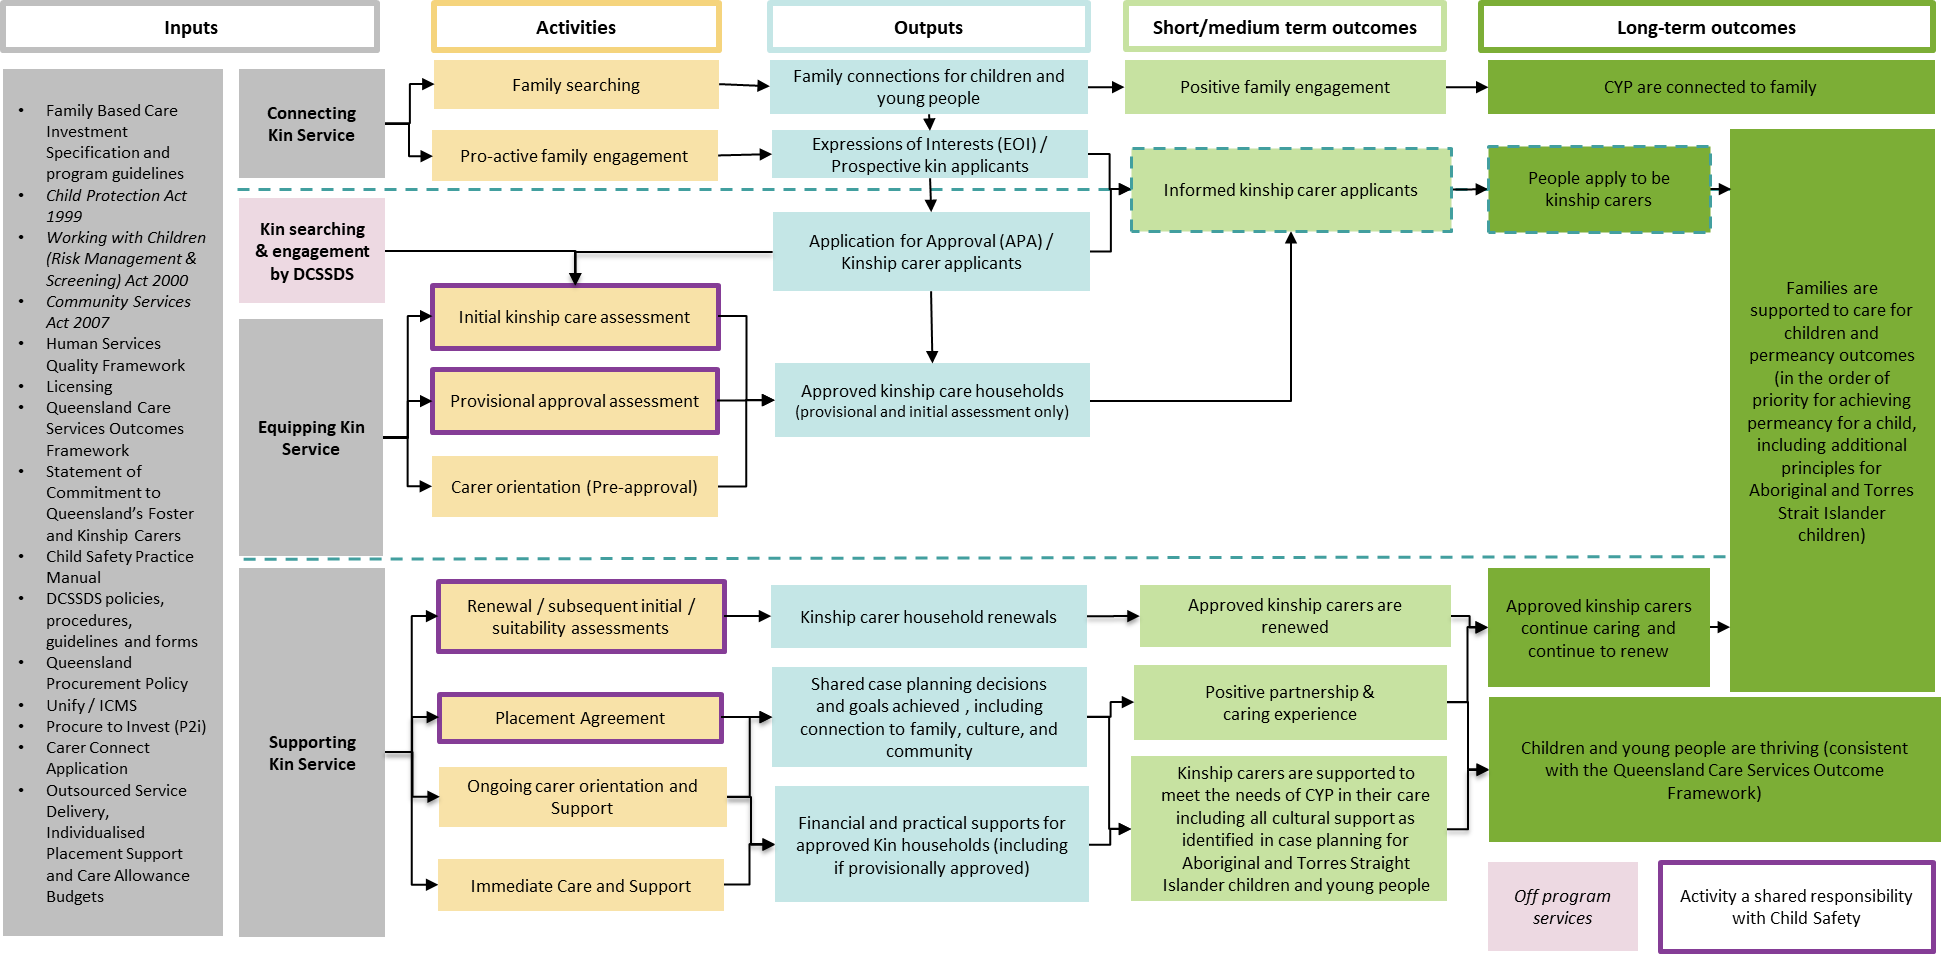 Inputs
Activities
Outputs
Short/medium term outcomes
Long-term outcomes
• Family Based Care
Investment
Specification and
program guidelines
• Child Protection Act
1999
• Working with Children
(Risk Management &
Screening) Act 2000
• Community Services
Act 2007
• Human Services
Quality Framework
• Licensing
• Queensland Care
Services Outcomes
Framework
• Statement of
Commitment to
Queensland's Foster
and Kinship Carers
• Child Safety Practice
Manual
• DCSSDS policies,
procedures,
guidelines and forms
• Queensland
Procurement Policy
• Unify / ICMS
• Procure to Invest (P2i)
• Carer Connect
Application
• Outsourced Service
Delivery,
Individualised
Placement Support
and Care Allowance
Budgets
Connecting
Kin Service
Family searching
Pro-active family engagement
Family connections for children and
young people
Expressions of Interests (EOI) /
Prospective kin applicants
Positive family engagement
CYP are connected to family
Informed kinship carer applicants
People apply to be
kinship carers
Kin searching
& engagement
by DCSSDS
Application for Approval (APA) /
Kinship carer applicants
Equipping Kin
Service
Initial kinship care assessment
Provisional approval assessment
Carer orientation (Pre-approval)
Approved kinship care households
(provisional and initial assessment only)
Families are
supported to care for
children and
permeancy outcomes
(in the order of
priority for achieving
permeancy for a child,
including additional
principles for
Aboriginal and Torres
Strait Islander
children)
Supporting
Kin Service
Renewal / subsequent initial /
suitability assessments
Placement Agreement
Ongoing carer orientation and
Support
Immediate Care and Support
Kinship carer household renewals
Shared case planning decisions
and goals achieved , including
connection to family, culture, and
community
Financial and practical supports for
approved Kin households (including
if provisionally approved)
Approved kinship carers are
renewed
Positive partnership &
caring experience
Kinship carers are supported to
meet the needs of CYP in their care
including all cultural support as
identified in case planning for
Aboriginal and Torres Straight
Islander children and young people
Approved kinship carers
continue caring and
continue to renew
Children and young people are thriving (consistent
with the Queensland Care Services Outcome
Framework)
Off program
services
Activity a shared responsibility
with Child Safety